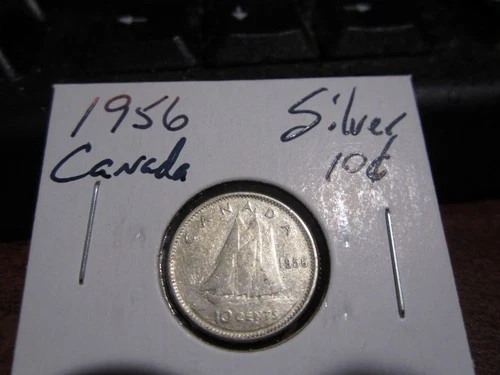 1956 Silver
Canada 10¢
CANADA
1956
10 CENTS